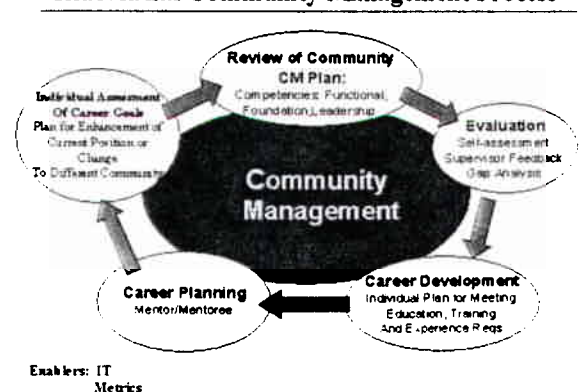 Community Management Process
Review of Community
CM Plan:
Competencies: Functional,
Foundation,Leadership
Evaluation
Self-assessment
Supervisor Feedback
Gap Analysis
Career Development
Individual Plan for Meeting
Education, Training
And Experience Reqs
Career Planning
Mentor/Mentoree
Individual Assessment
Of Career Goals
Plan for Enhancement of
Current Position or
Change
To Different Community
Community
Management
Enablers: IT
Metrics